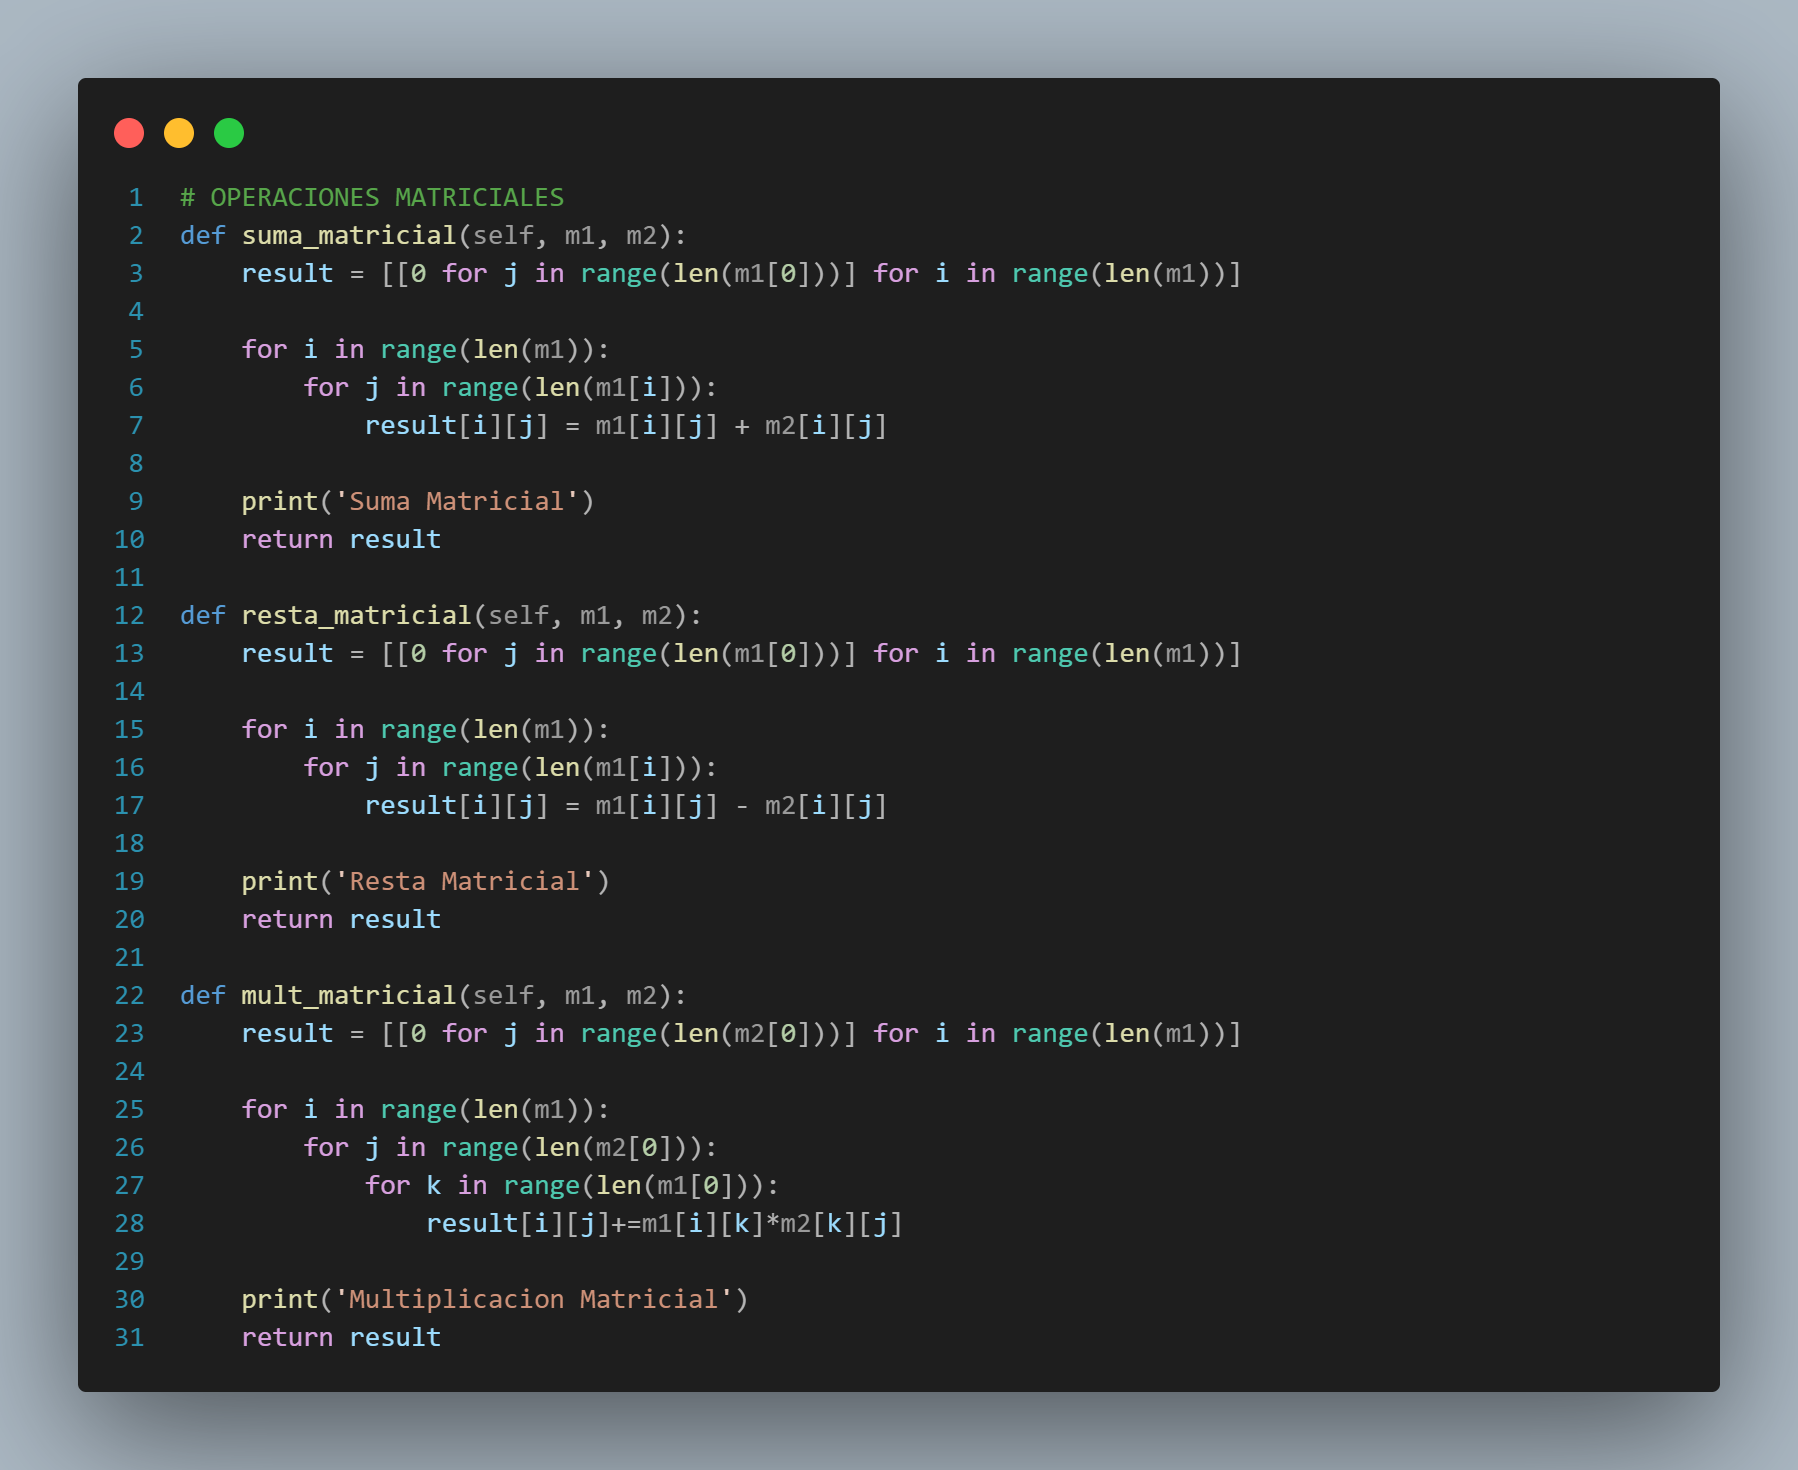 1 # OPERACIONES MATRICIALES
2 def suma_matricial(self, m1, m2):
3     result = [[0 for j in range(len(m1[0]))] for i in range(len(m1))]
4
5     for i in range(len(m1)):
6         for j in range(len(m1[i])):
7             result[i][j] = m1[i][j] + m2[i][j]
8
9     print('Suma Matricial')
10     return result
11
12 def resta_matricial(self, m1, m2):
13     result = [[0 for j in range(len(m1[0]))] for i in range(len(m1))]
14
15     for i in range(len(m1)):
16         for j in range(len(m1[i])):
17             result[i][j] = m1[i][j] - m2[i][j]
18
19     print('Resta Matricial')
20     return result
21
22 def mult_matricial(self, m1, m2):
23     result = [[0 for j in range(len(m2[0]))] for i in range(len(m1))]
24
25     for i in range(len(m1)):
26         for j in range(len(m2[0])):
27             for k in range(len(m1[0])):
28                 result[i][j]+=m1[i][k]*m2[k][j]
29
30     print('Multiplicacion Matricial')
31     return result